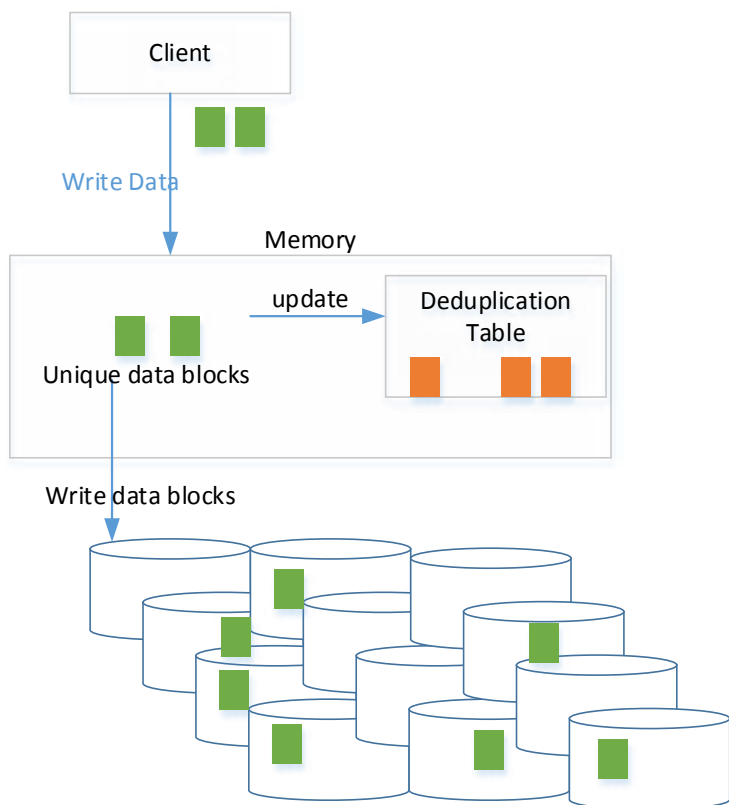 Client
Write Data
Memory
update
Deduplication
Table
Unique data blocks
Write data blocks